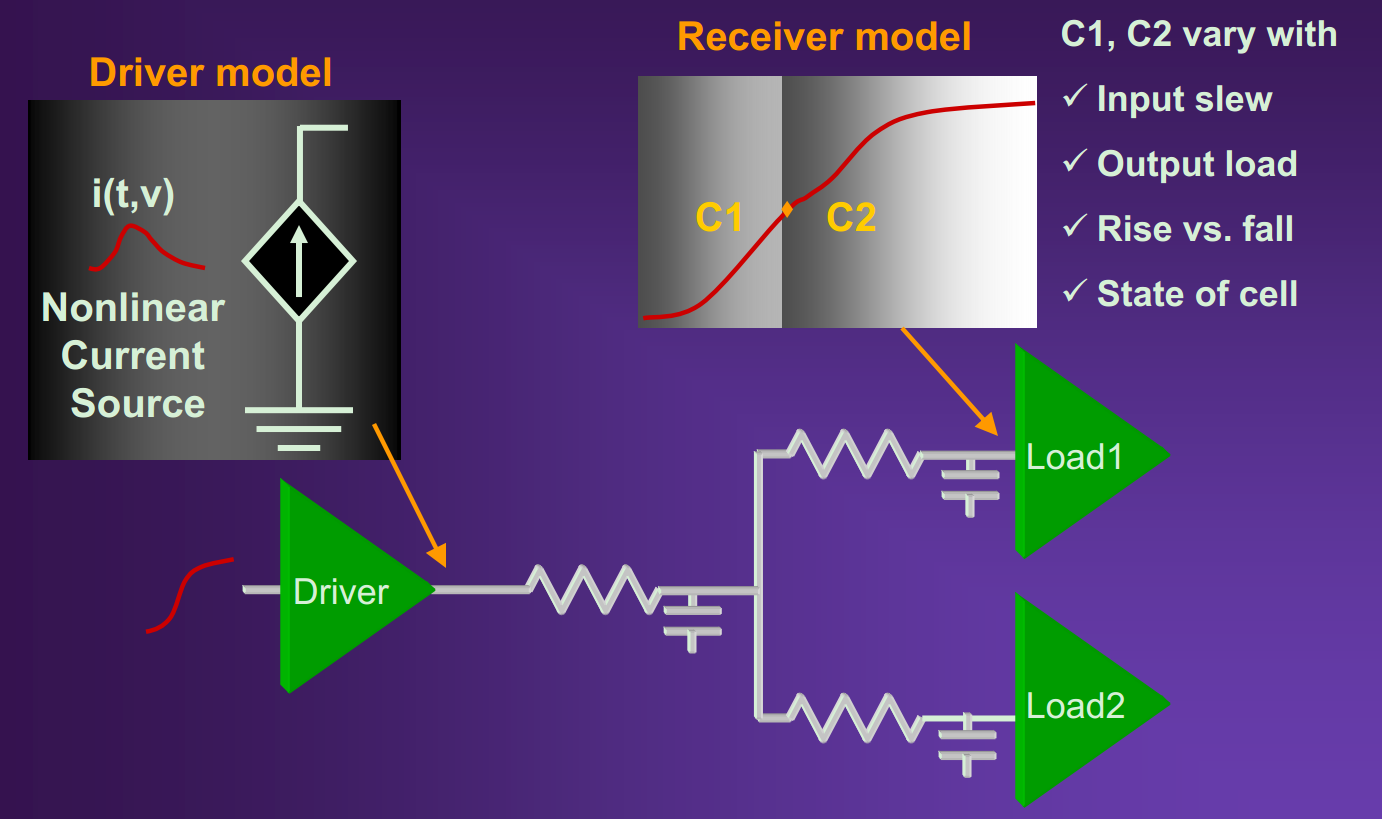 Driver model
i(t,v)
Nonlinear
Current
Source
Receiver model
C1 C2
C1, C2 vary with
✓ Input slew
✓ Output load
✓ Rise vs. fall
✓ State of cell
Driver
Load1
Load2